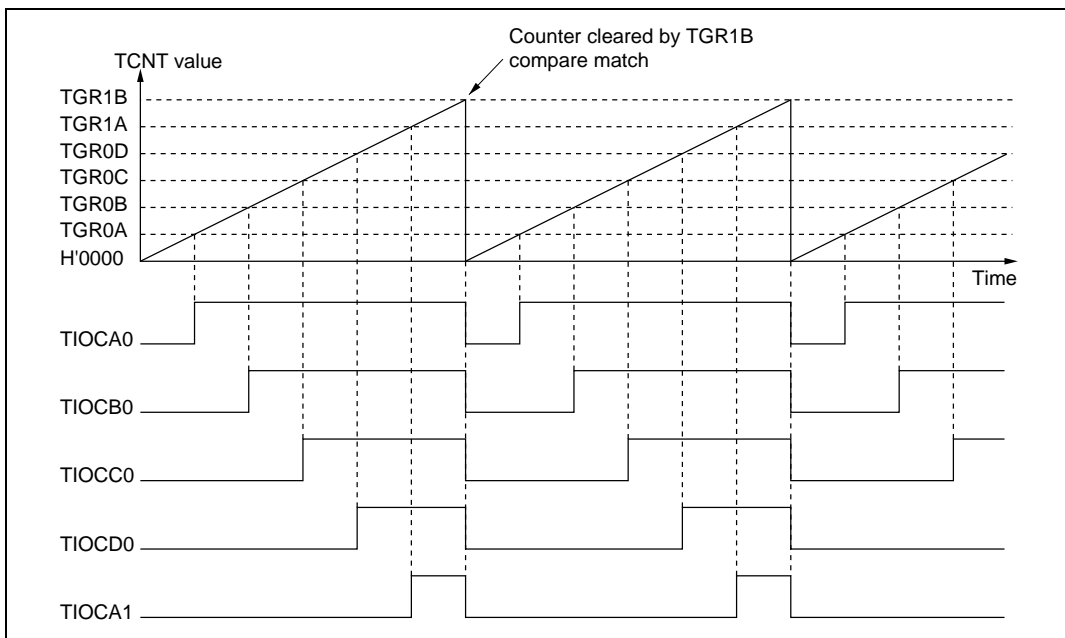 Counter cleared by TGR1B
compare match
TCNT value
TGR1B
TGR1A
TGR0D
TGR0C
TGR0B
TGR0A
H'0000
Time
TIOCA0
TIOCB0
TIOCC0
TIOCD0
TIOCA1